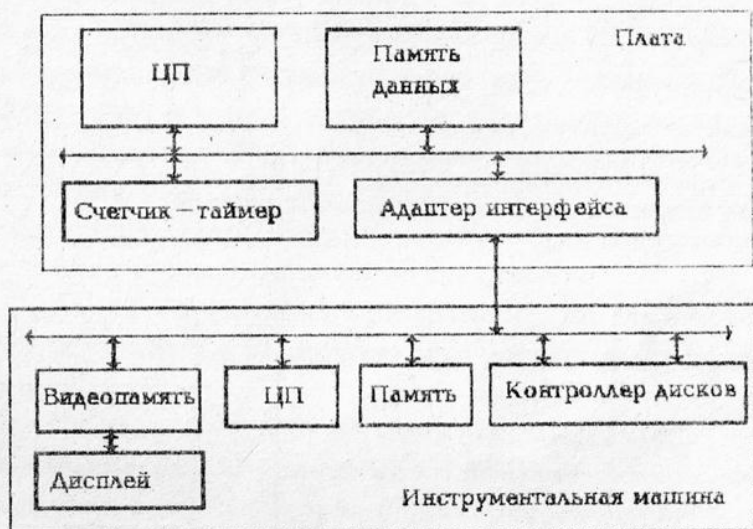 Плата
ЦП
Память
данных
Счетчик – таймер
Адаптер интерфейса
Видеопамять
ЦП
Память
Контроллер дисков
Дисплей
Инструментальная машина